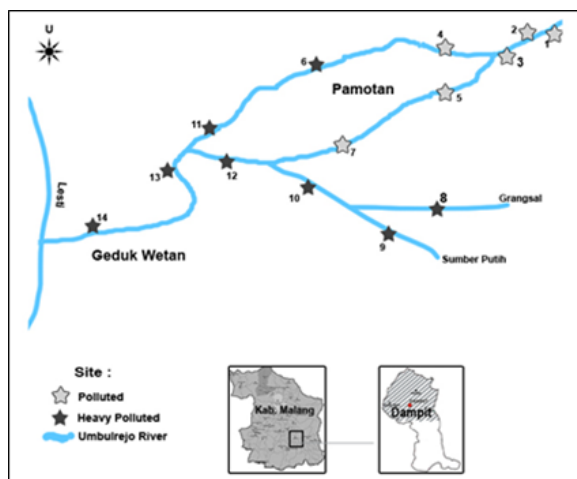 U
2
1
4
3
6
Pamotan
5
11
7
12
13
10
8
Grangsal
Lesti
14
9
Geduk Wetan
Sumber Putih
Site :
Polluted
Heavy Polluted
Umbulrejo River
Kab. Malang
Dampit